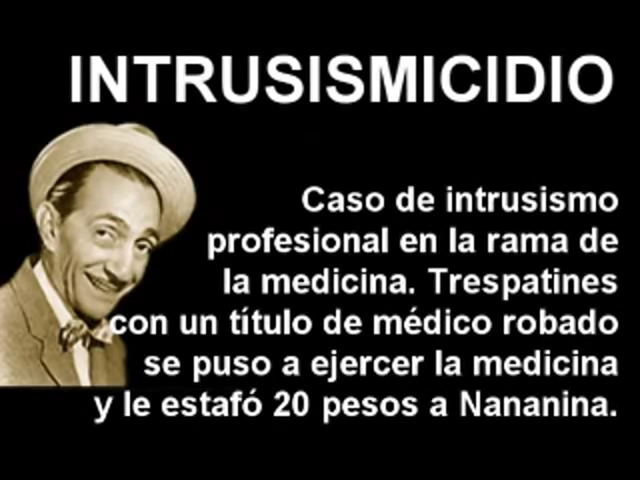 INTRUSISMICIDIO
Caso de intrusismo
profesional en la rama de
la medicina. Trespatines
con un título de médico robado
se puso a ejercer la medicina
y le estafó 20 pesos a Nananina.